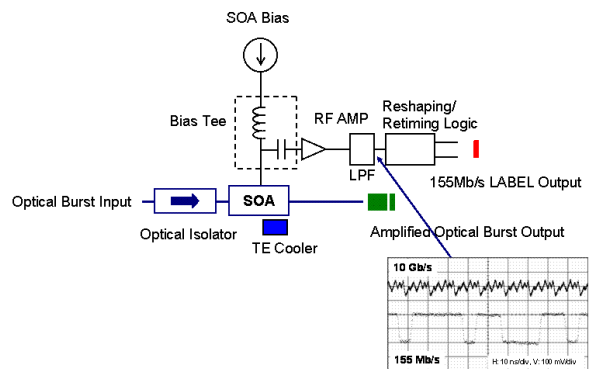 SOA Bias
Bias Tee
RF AMP
Reshaping/
Retiming Logic
LPF
155Mb/s LABEL Output
Optical Burst Input
SOA
Optical Isolator
TE Cooler
Amplified Optical Burst Output
10 Gb/s
155 Mb/s
H: 10 ns/div, V: 100 mV/div